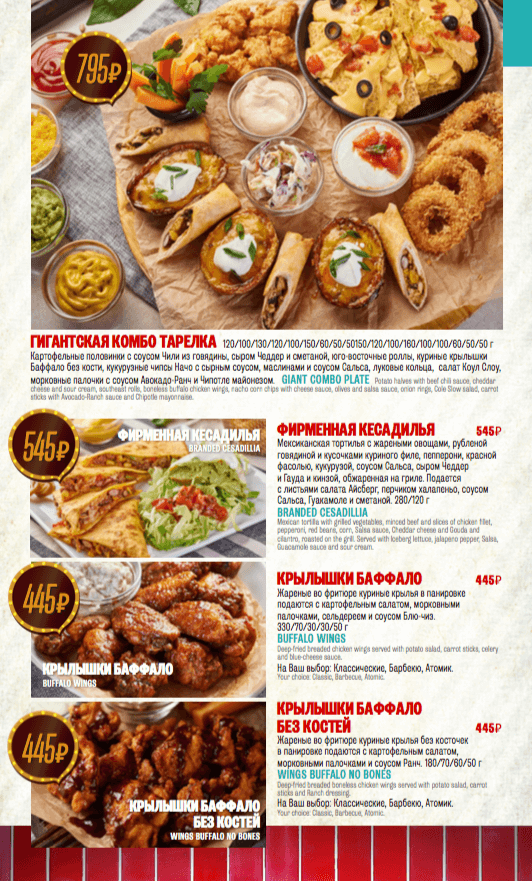 795₽
ГИГАНТСКАЯ КОМБО ТАРЕЛКА 120/100/130/120/100/150/60/50/50150/120/100/160/100/100/60/50/50 г
Картофельные половинки с соусом Чили из говядины, сыром Чеддер и сметаной, юго-восточные роллы, куриные крылышки
Баффало без кости, кукурузные чипсы Начо с сырным соусом, маслинами и соусом Сальса, луковые кольца, салат Коул Слоу,
морковные палочки с соусом Авокадо-Ранч и Чипотле майонезом. GIANT COMBO PLATE Potato halves with beef chili sauce, cheddar
cheese and sour cream, southeast rolls, boneless buffalo chicken wings, nacho corn chips with cheese sauce, olives and salsa sauce, onion rings, Cole Slow salad, carrot
sticks with Avocado-Ranch sauce and Chipotle mayonnaise.
545₽
ФИРМЕННАЯ КЕСАДИЛЬЯ
BRANDED CESADILLIA
ФИРМЕННАЯ КЕСАДИЛЬЯ 545₽
Мексиканская тортилья с жареными овощами, рубленой
говядиной и кусочками куриного филе, пепперони, красной
фасолью, кукурузой, соусом Сальса, сыром Чеддер
и Гауда и кинзой, обжаренная на гриле. Подается
с листьями салата Айсберг, перчиком халапеньо, соусом
Сальса, Гуакамоле и сметаной. 280/120 г
BRANDED CESADILLIA
Mexican tortilla with grilled vegetables, minced beef and slices of chicken fillet,
pepperoni, red beans, corn, Salsa sauce, Cheddar cheese and Gouda and
cilantro, roasted on the grill. Served with Iceberg lettuce, jalapeno pepper, Salsa,
Guacamole sauce and sour cream.
445₽
КРЫЛЫШКИ БАФФАЛО
BUFFALO WINGS
КРЫЛЫШКИ БАФФАЛО 445₽
Жареные во фритюре куриные крылья в панировке
подаются с картофельным салатом, морковными
палочками, сельдереем и соусом Блю-чиз.
330/70/30/30/50 г
BUFFALO WINGS
Deep-fried breaded chicken wings served with potato salad, carrot sticks, celery
and blue-cheese sauce.
На Ваш выбор: Классические, Барбекю, Атомик.
Your choice: Classic, Barbecue, Atomic.
445₽
КРЫЛЫШКИ БАФФАЛО
БЕЗ КОСТЕЙ
WINGS BUFFALO NO BONES
КРЫЛЫШКИ БАФФАЛО
БЕЗ КОСТЕЙ 445₽
Жареные во фритюре куриные крылья без косточек
в панировке подаются с картофельным салатом,
морковными палочками и соусом Ранч. 180/70/60/50 г
WINGS BUFFALO NO BONES
Deep-fried breaded boneless chicken wings served with potato salad, carrot
sticks and Ranch dressing.
На Ваш выбор: Классические, Барбекю, Атомик.
Your choice: Classic, Barbecue, Atomic.